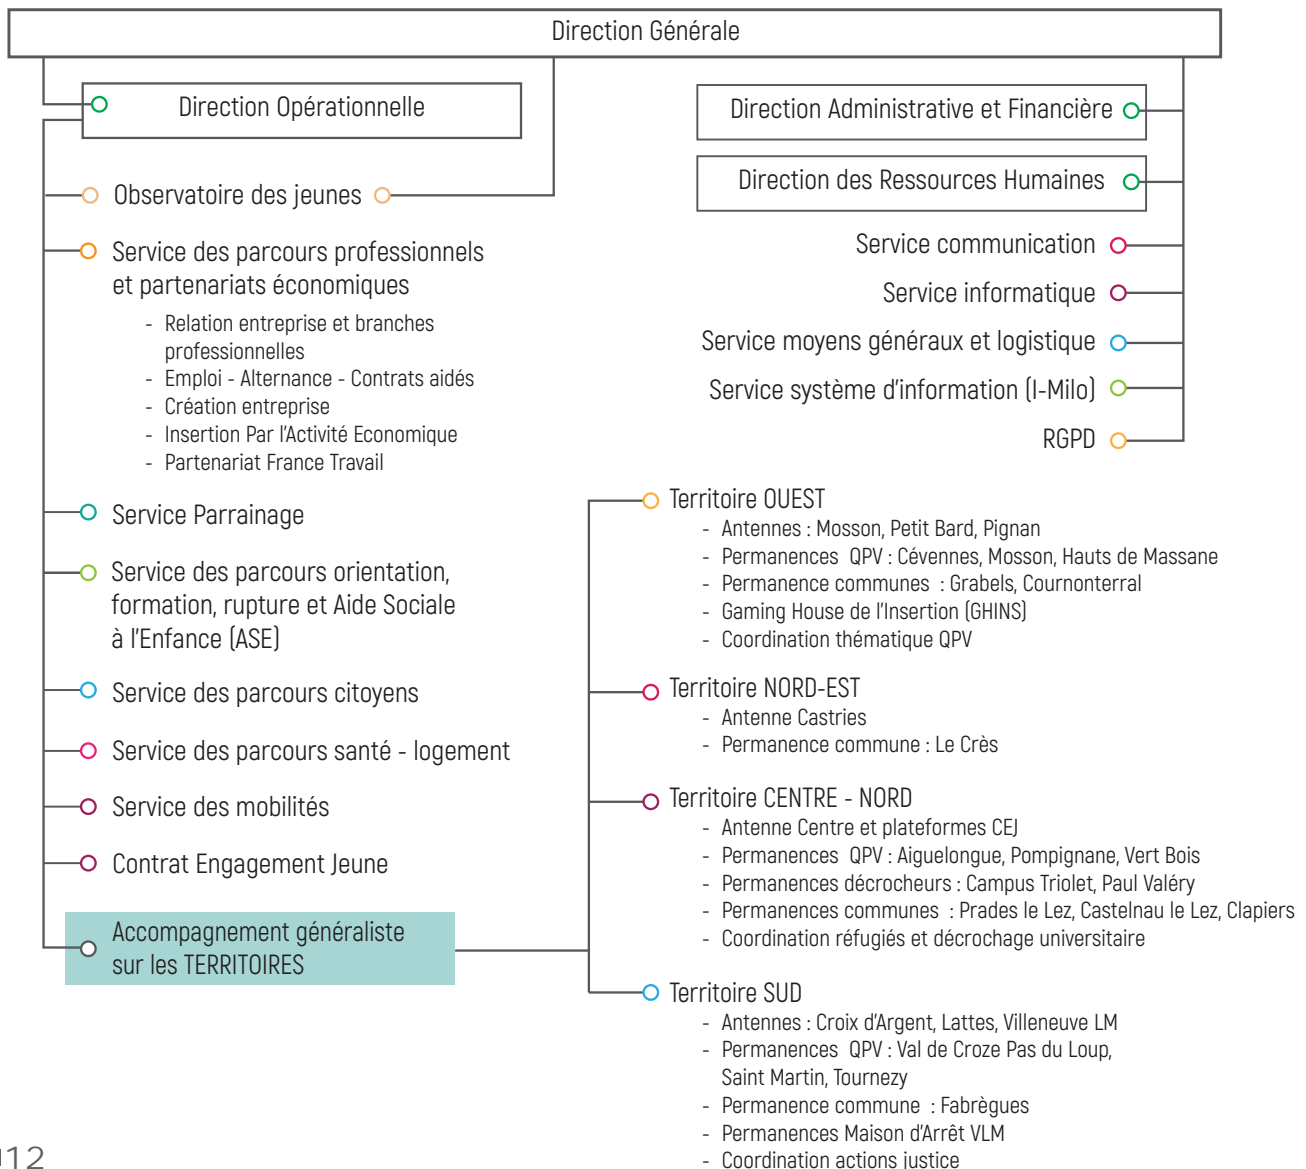 Direction Générale
Direction Opérationnelle
Observatoire des jeunes
Service des parcours professionnels
et partenariats économiques
- Relation entreprise et branches
professionnelles
- Emploi - Alternance - Contrats aidés
- Création entreprise
- Insertion Par l'Activité Economique
- Partenariat France Travail
Service Parrainage
Service des parcours orientation,
formation, rupture et Aide Sociale
à l'Enfance (ASE)
Service des parcours citoyens
Service des parcours santé - logement
Service des mobilités
Contrat Engagement Jeune
Accompagnement généraliste
sur les TERRITOIRES
Direction Administrative et Financière
Direction des Ressources Humaines
Service communication
Service informatique
Service moyens généraux et logistique
Service système d'information (I-Milo)
RGPD
Territoire OUEST
- Antennes : Mosson, Petit Bard, Pignan
- Permanences QPV : Cévennes, Mosson, Hauts de Massane
- Permanence communes : Grabels, Cournonterral
- Gaming House de l'Insertion (GHINS)
- Coordination thématique QPV
Territoire NORD-EST
- Antenne Castries
- Permanence commune : Le Crès
Territoire CENTRE - NORD
- Antenne Centre et plateformes CEJ
- Permanences QPV : Aiguelongue, Pompignane, Vert Bois
- Permanences décrocheurs : Campus Triolet, Paul Valéry
- Permanences communes : Prades le Lez, Castelnau le Lez, Clapiers
- Coordination réfugiés et décrochage universitaire
Territoire SUD
- Antennes : Croix d'Argent, Lattes, Villeneuve LM
- Permanences QPV : Val de Croze Pas du Loup,
Saint Martin, Tournezy
- Permanence commune : Fabrègues
- Permanences Maison d'Arrêt VLM
- Coordination actions justice
12